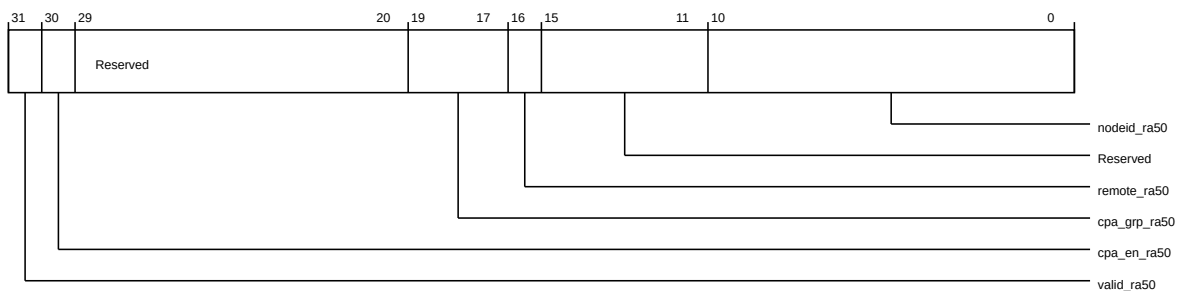 31 30 29 20 19 17 16 15 11 10 0
Reserved
nodeid_ra50
Reserved
remote_ra50
cpa_grp_ra50
cpa_en_ra50
valid_ra50